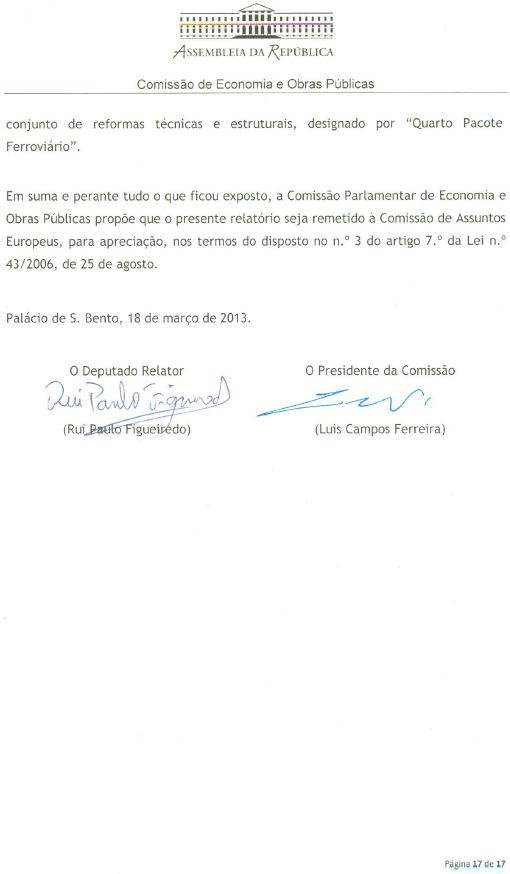 ASSEMBLEIA DA REPÚBLICA
Comissão de Economia e Obras Públicas
conjunto de reformas técnicas e estruturais, designado por “Quarto Pacote
Ferroviário”.
Em suma e perante tudo o que ficou exposto, a Comissão Parlamentar de Economia e
Obras Públicas propõe que o presente relatório seja remetido à Comissão de Assuntos
Europeus, para apreciação, nos termos do disposto no n.º 3 do artigo 7.º da Lei n.º
43/2006, de 25 de agosto.
Palácio de S. Bento, 18 de março de 2013.
O Deputado Relator O Presidente da Comissão
Rui Paulo Figueiredo
(Rui Paulo Figueiredo) (Luis Campos Ferreira)
Página 17 de 17